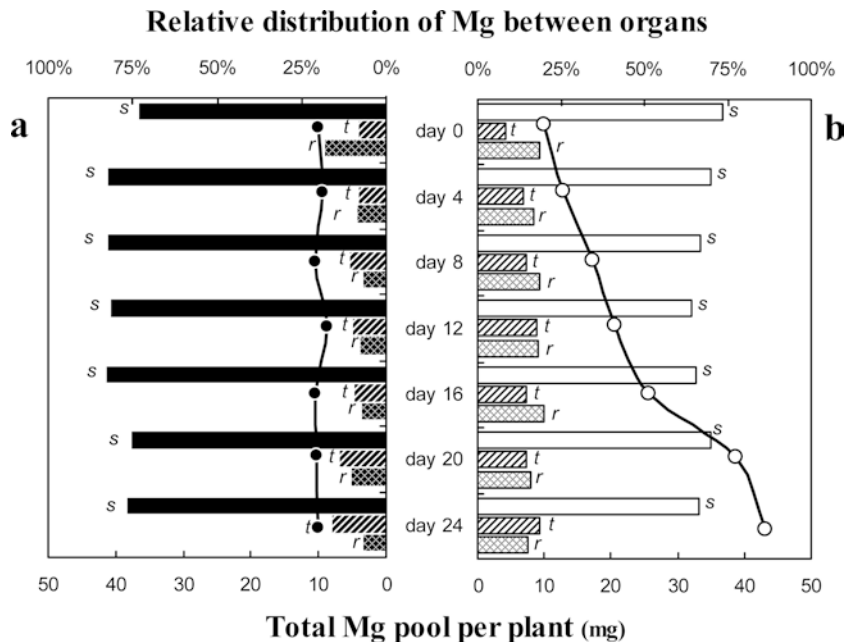 Relative distribution of Mg between organs
100% 75% 50% 25% 0% 0% 25% 50% 75% 100%
a b
s t r day 0 t r s
s t r day 4 t r s
s t r day 8 t r s
s t r day 12 t r s
s t r day 16 t r s
s t r day 20 t r s
s t r day 24 t r s
50 40 30 20 10 0 0 10 20 30 40 50
Total Mg pool per plant (mg)